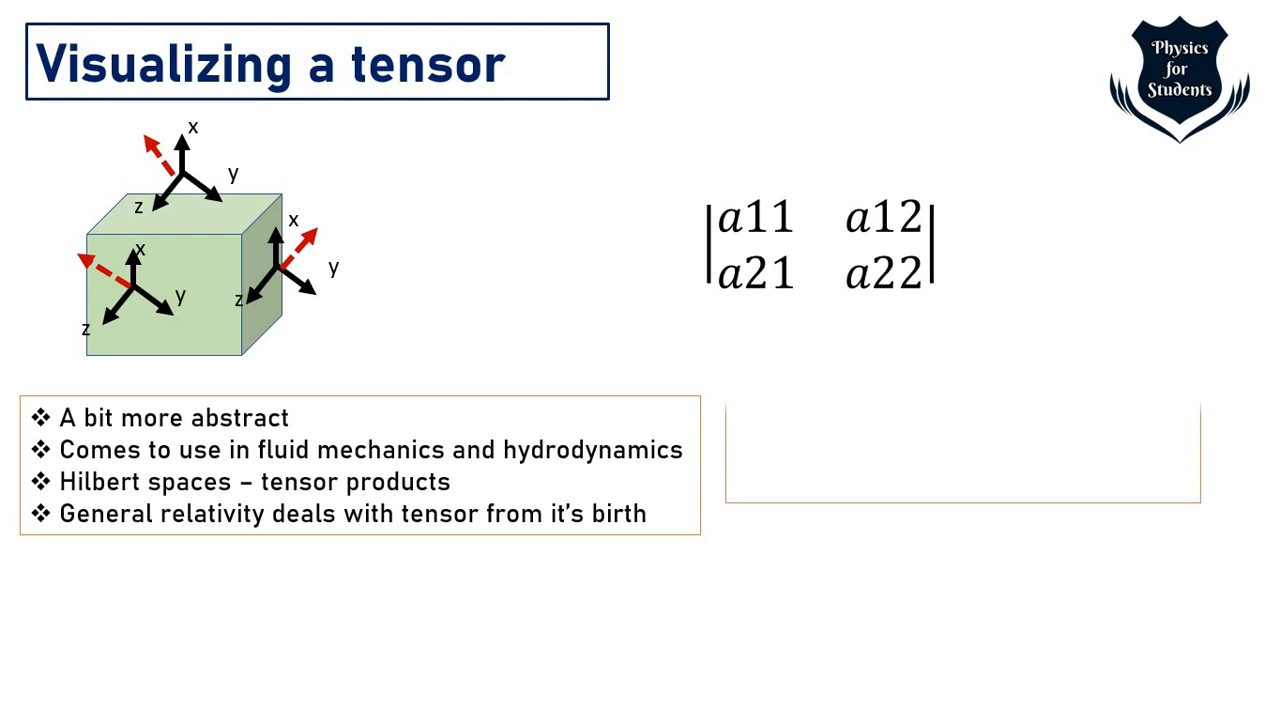 Visualizing a tensor
Physics
for
Students
x
y
z
x
y
z
x
y
z
a11 a12
a21 a22
❖ A bit more abstract
❖ Comes to use in fluid mechanics and hydrodynamics
❖ Hilbert spaces – tensor products
❖ General relativity deals with tensor from it's birth